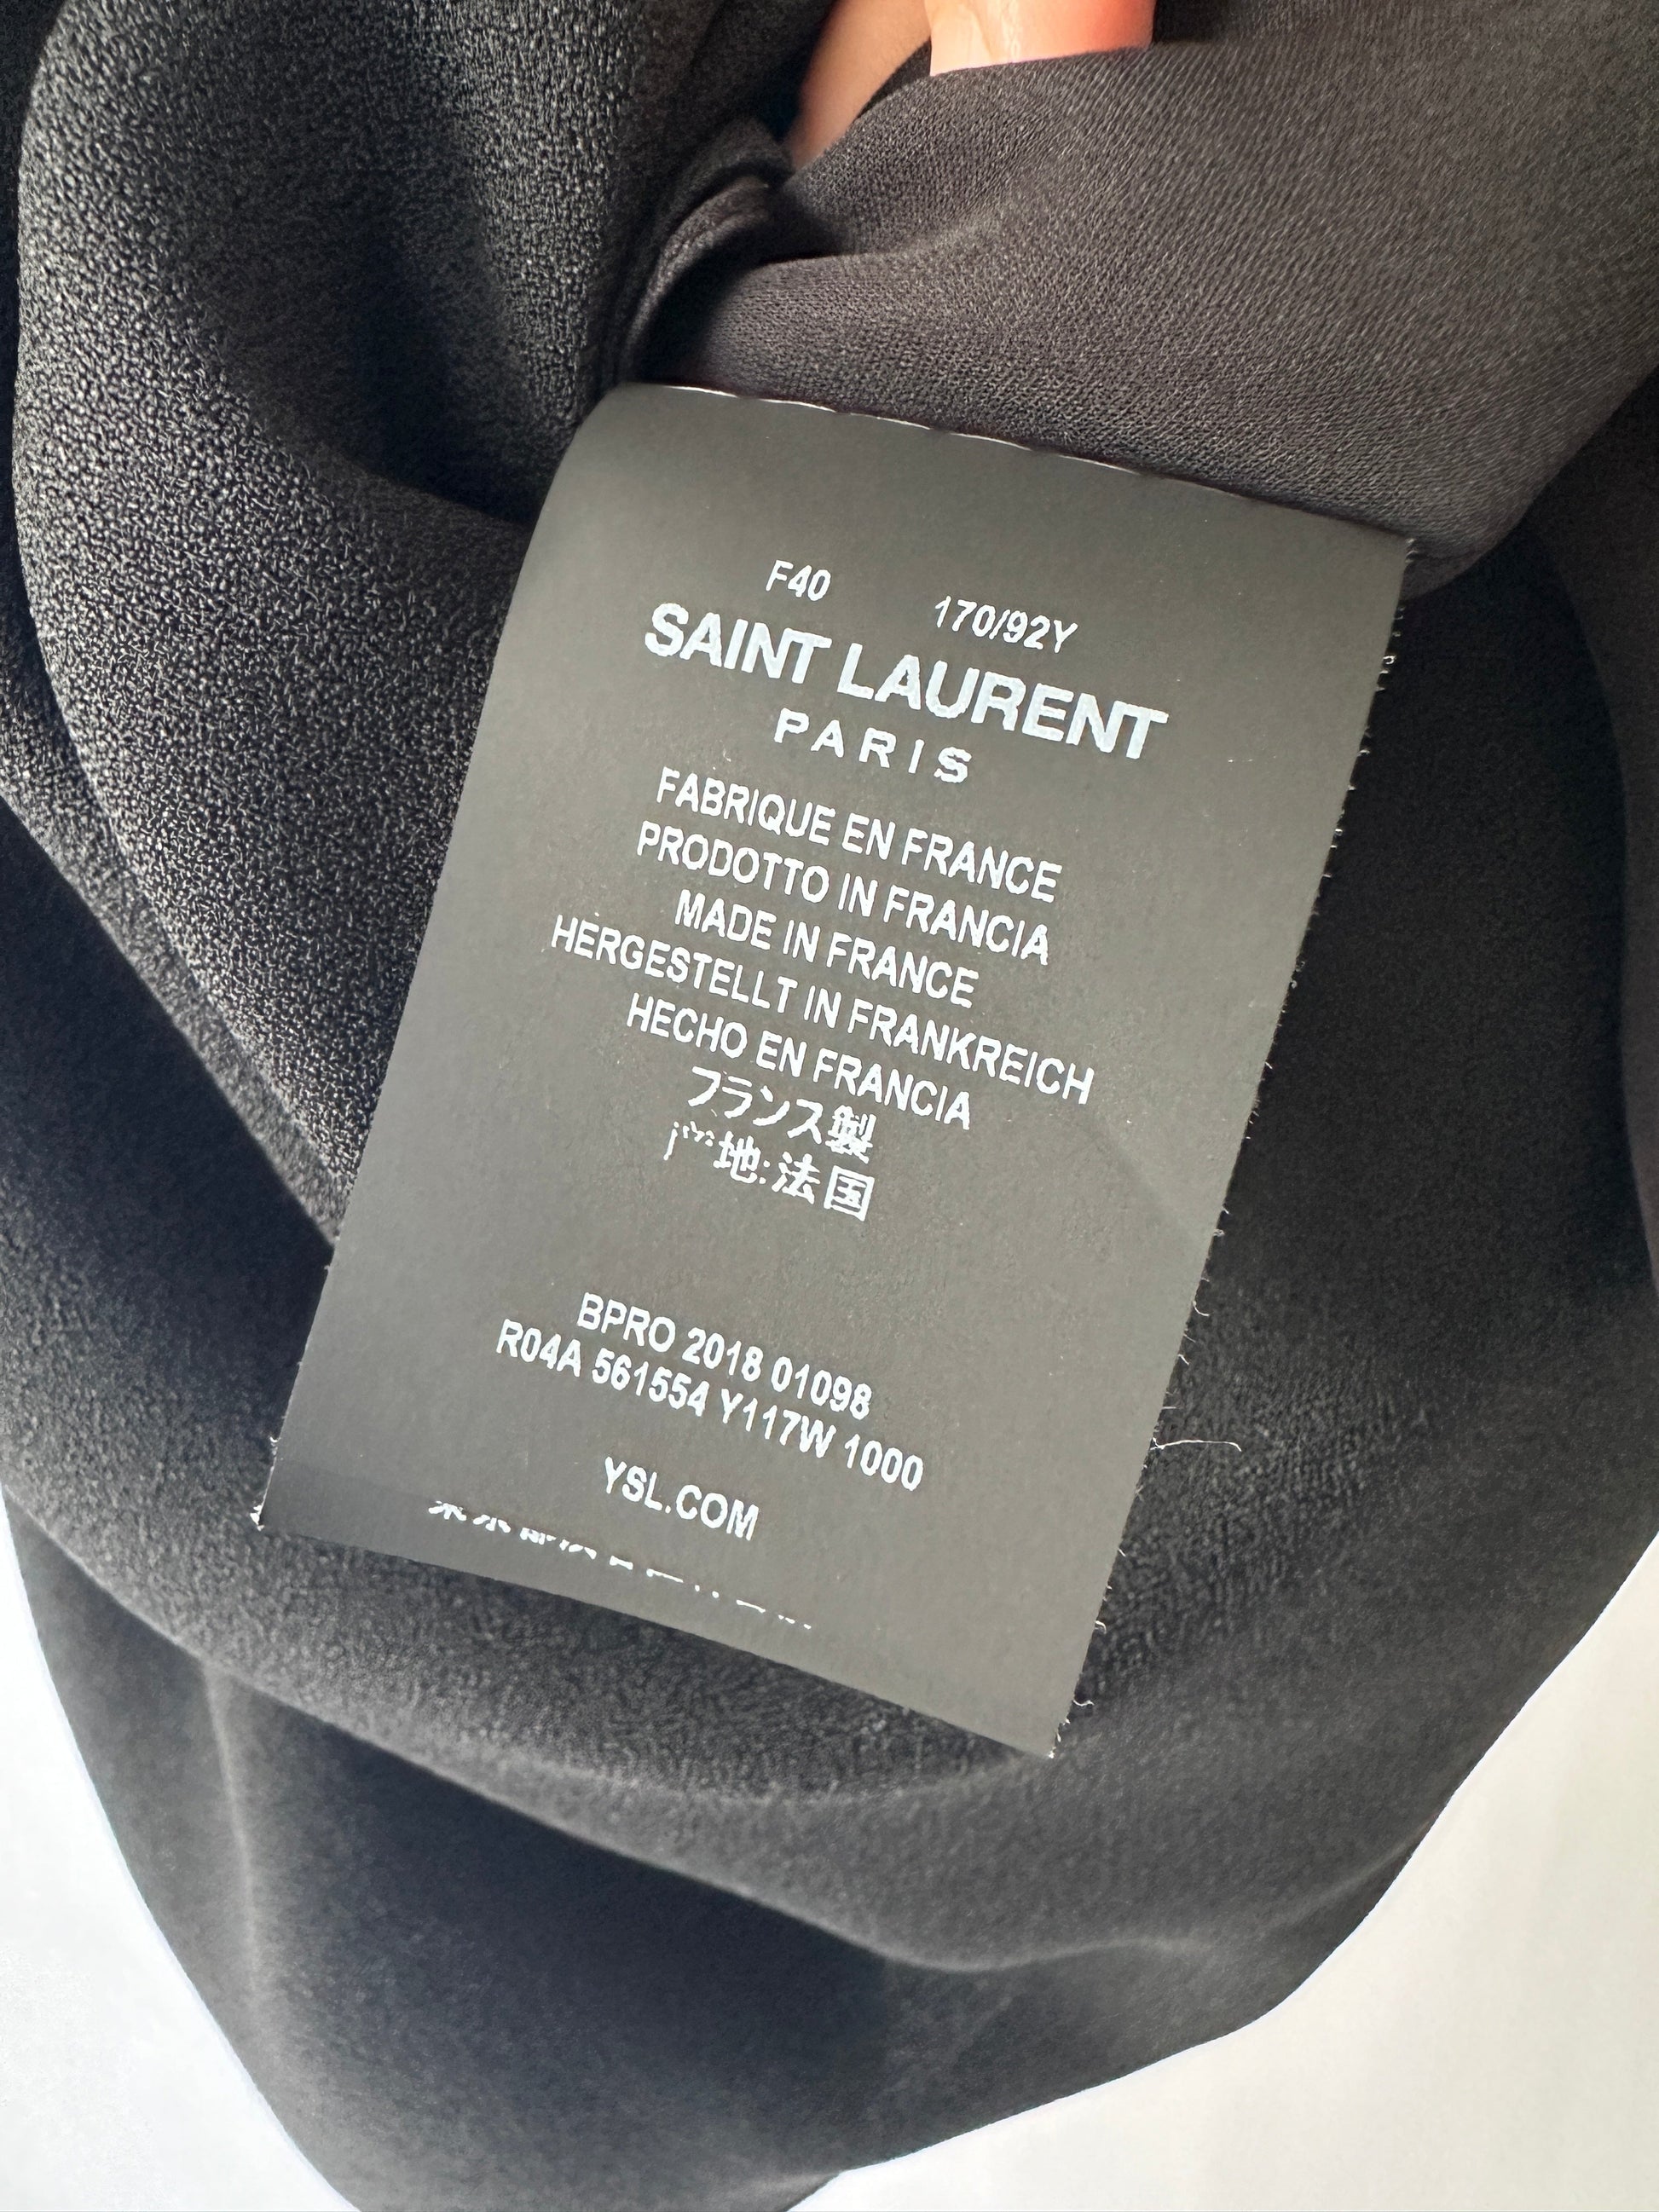 F40 170/92Y
SAINT LAURENT
PARIS
FABRIQUE EN FRANCE
PRODOTTO IN FRANCIA
MADE IN FRANCE
HERGESTELLT IN FRANKREICH
HECHO EN FRANCIA
フランス製
产地:法国
BPRO 2018 01098
R04A 561554 Y117W 1000
YSL.COM